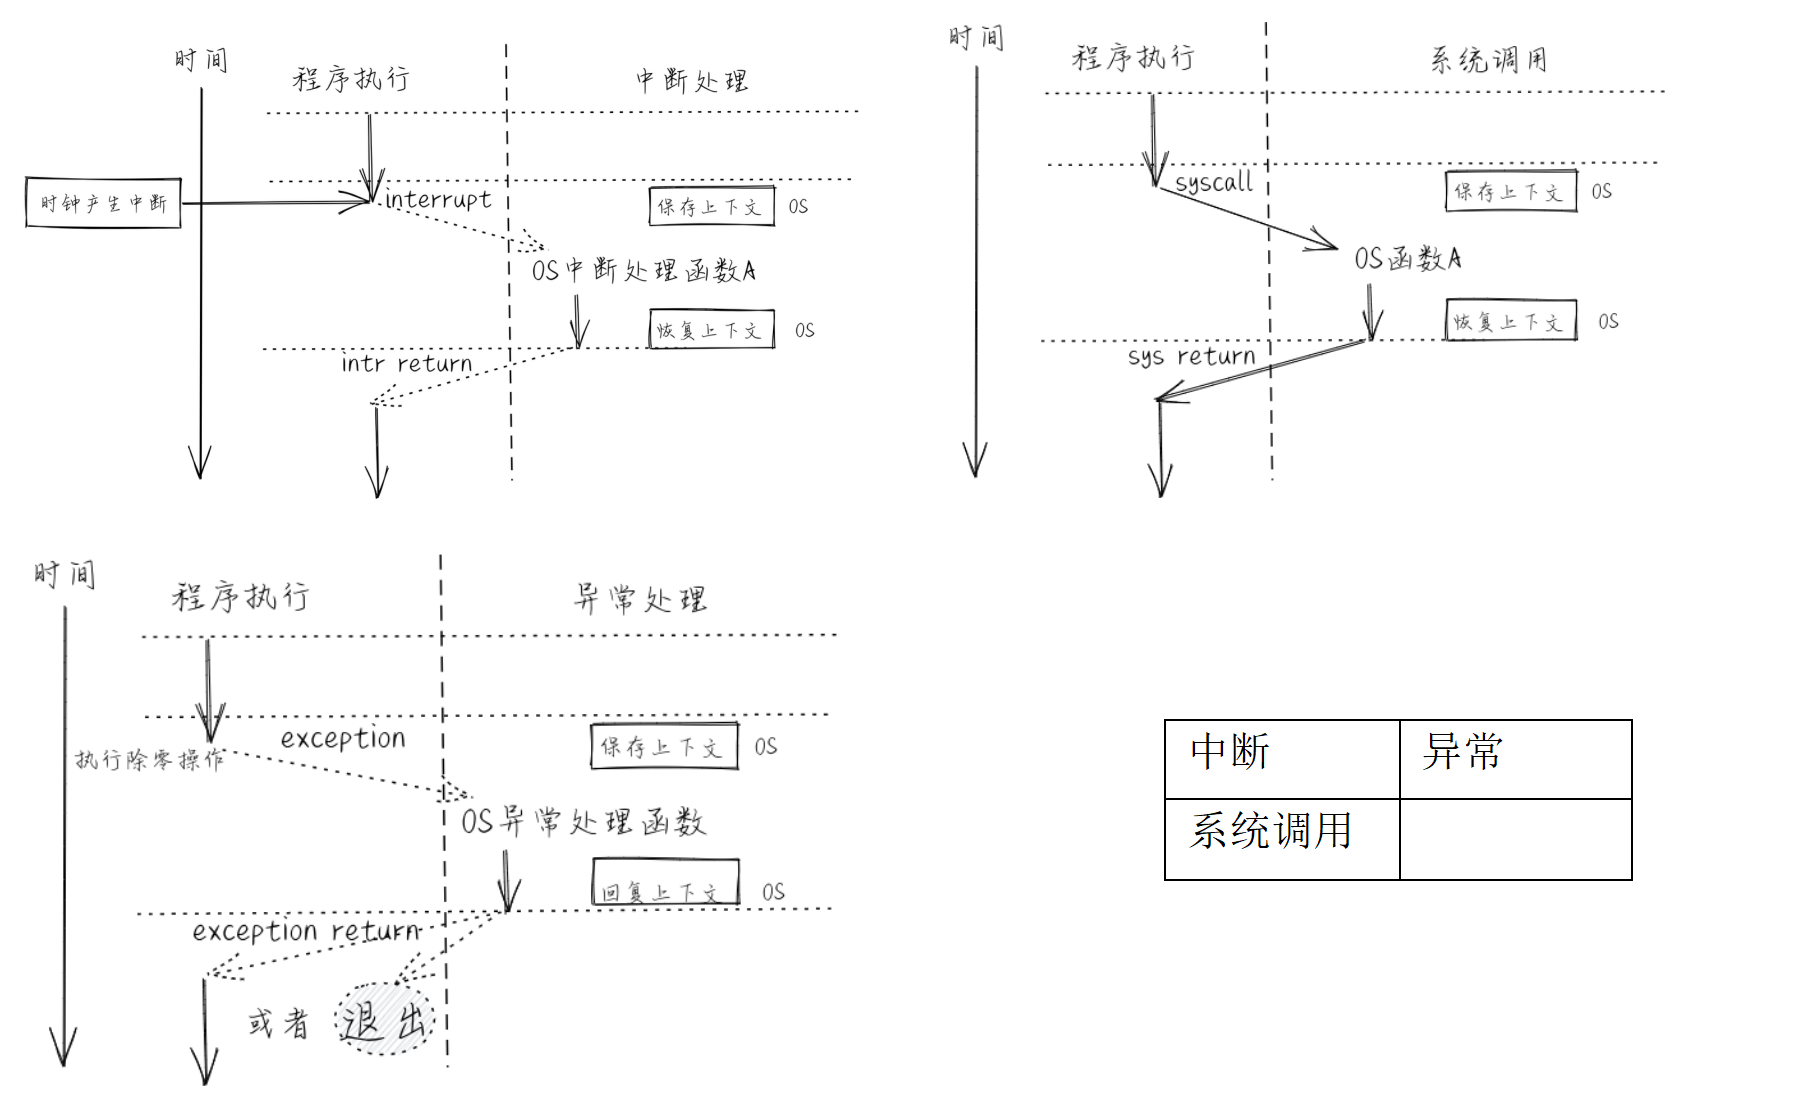 时间
程序执行
中断处理
时钟产生中断
interrupt
保存上下文
OS
OS中断处理函数A
恢复上下文
OS
intr return
时间
程序执行
系统调用
syscall
保存上下文
OS
OS函数A
恢复上下文
OS
sys return
时间
程序执行
异常处理
执行除零操作
exception
保存上下文
OS
OS异常处理函数
回复上下文
OS
exception return
或者
退出
中断
异常
系统调用